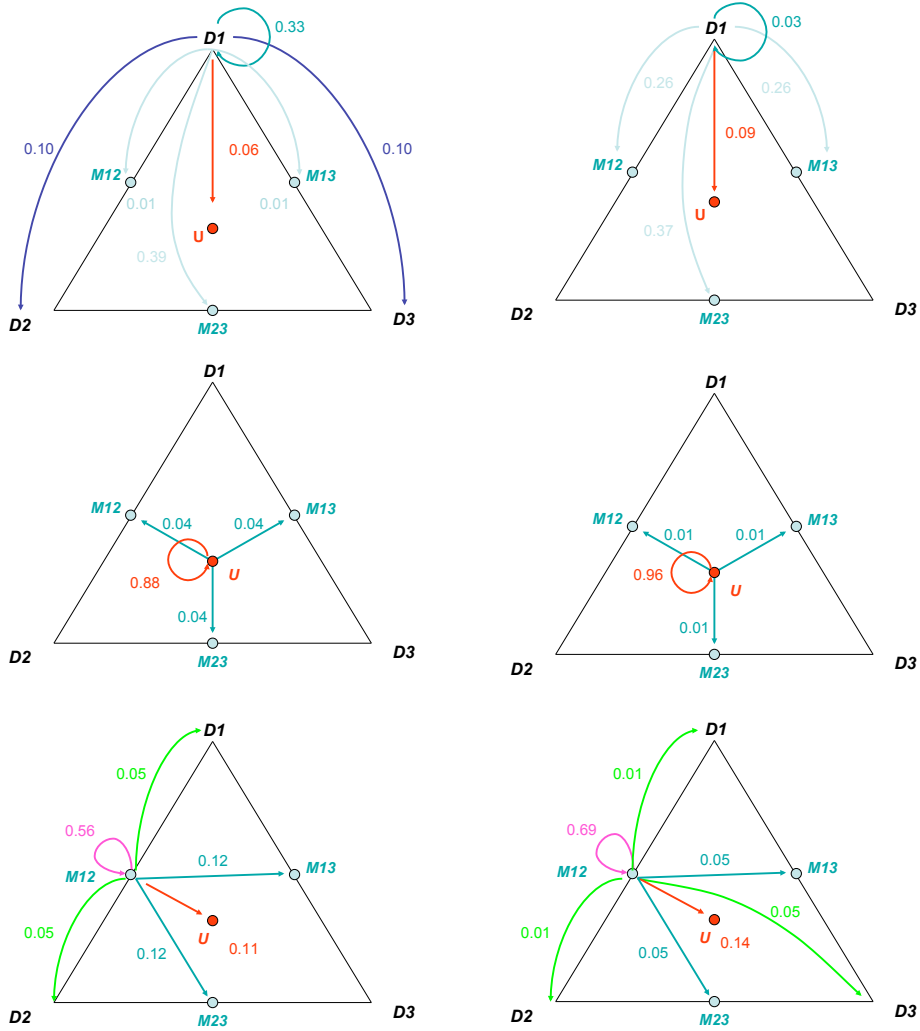 D1 0.33 D1 0.03
0.26 0.26
0.10 0.06 0.10 0.09
M12 M13 M12 M13
0.01 0.01
U U
0.39 0.37
D2 M23 D3 D2 M23 D3
D1 D1
M12 0.04 0.04 M13 M12 0.01 0.01 M13
0.88 U 0.96 U
0.04 0.01
D2 M23 D3 D2 M23 D3
D1 D1
0.05 0.01
0.56 0.12 0.69 0.05
M12 M13 M12 M13
0.05 U 0.11 0.01 U 0.14 0.05
0.12 0.05
D2 M23 D3 D2 M23 D3